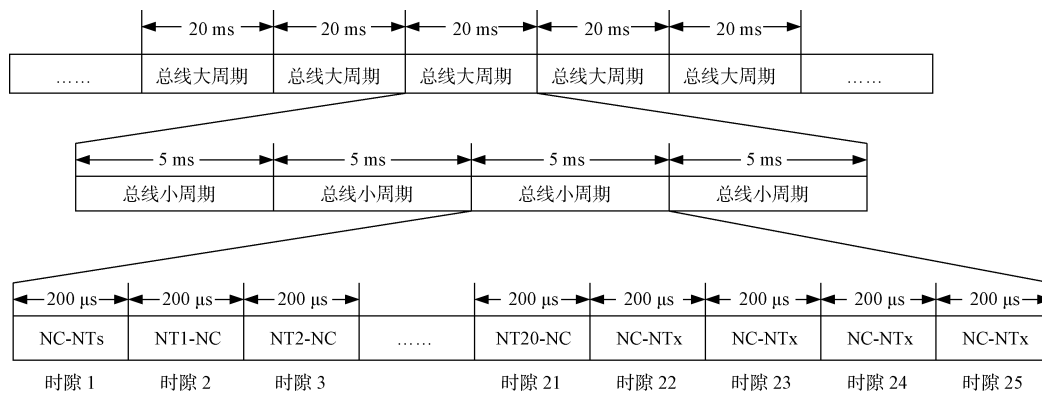 20 ms 20 ms 20 ms 20 ms 20 ms
…… 总线大周期 总线大周期 总线大周期 总线大周期 总线大周期 ……
5 ms 5 ms 5 ms 5 ms
总线小周期 总线小周期 总线小周期 总线小周期
200 μs 200 μs 200 μs 200 μs 200 μs 200 μs 200 μs 200 μs
NC-NTs NT1-NC NT2-NC …… NT20-NC NC-NTx NC-NTx NC-NTx NC-NTx
时隙 1 时隙 2 时隙 3 时隙 21 时隙 22 时隙 23 时隙 24 时隙 25